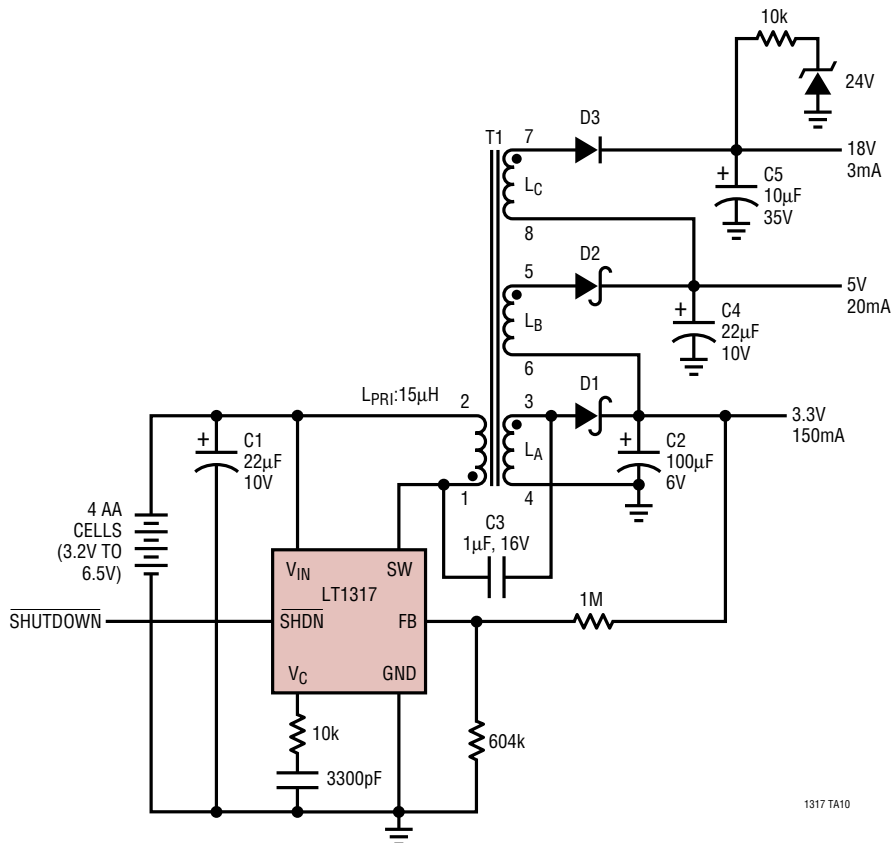 10k
24V
D3
T1
7
18V
3mA
+
C5
10µF
35V
LC
8
D2
5
5V
20mA
+
C4
22µF
10V
LB
6
LPRI:15µH
2
3
D1
3.3V
150mA
+
C1
22µF
10V
LA
+
C2
100µF
6V
1
4
C3
1µF, 16V
4 AA
CELLS
(3.2V TO
6.5V)
VIN
SW
LT1317
1M
SHUTDOWN
SHDN
FB
VC
GND
10k
604k
3300pF
1317 TA10